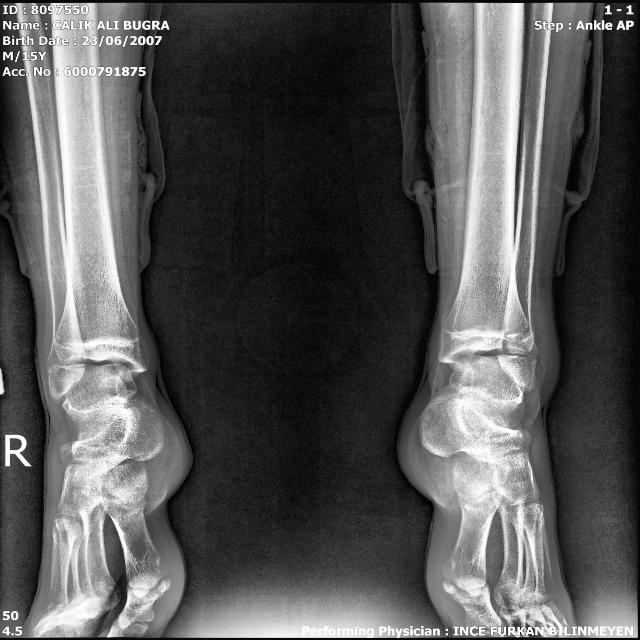 ID : 8097550
Name : CALIK ALI BUGRA
Birth Date : 23/06/2007
M/15Y
Acc. No : 6000791875
1 - 1
Step : Ankle AP
R
50
4.5
Performing Physician : INCE FURKAN BILINMEYEN